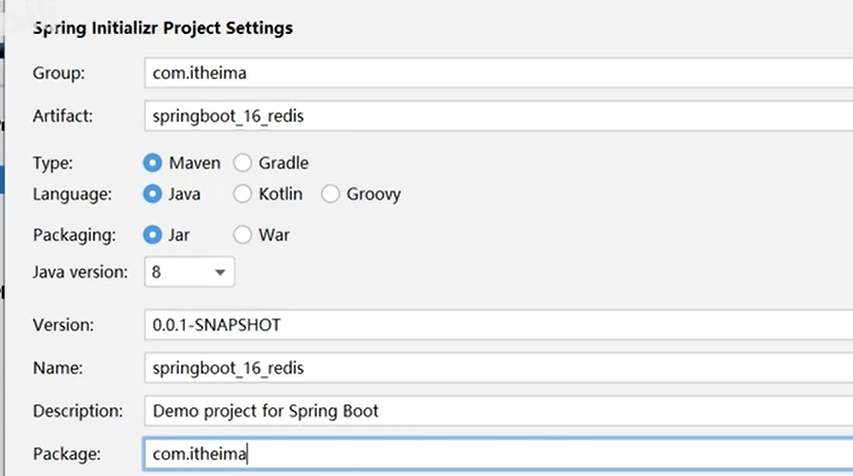 Spring Initializr Project Settings
Group: com.itheima
Artifact: springboot_16_redis
Type: Maven Gradle
Language: Java Kotlin Groovy
Packaging: Jar War
Java version: 8
Version: 0.0.1-SNAPSHOT
Name: springboot_16_redis
Description: Demo project for Spring Boot
Package: com.itheima